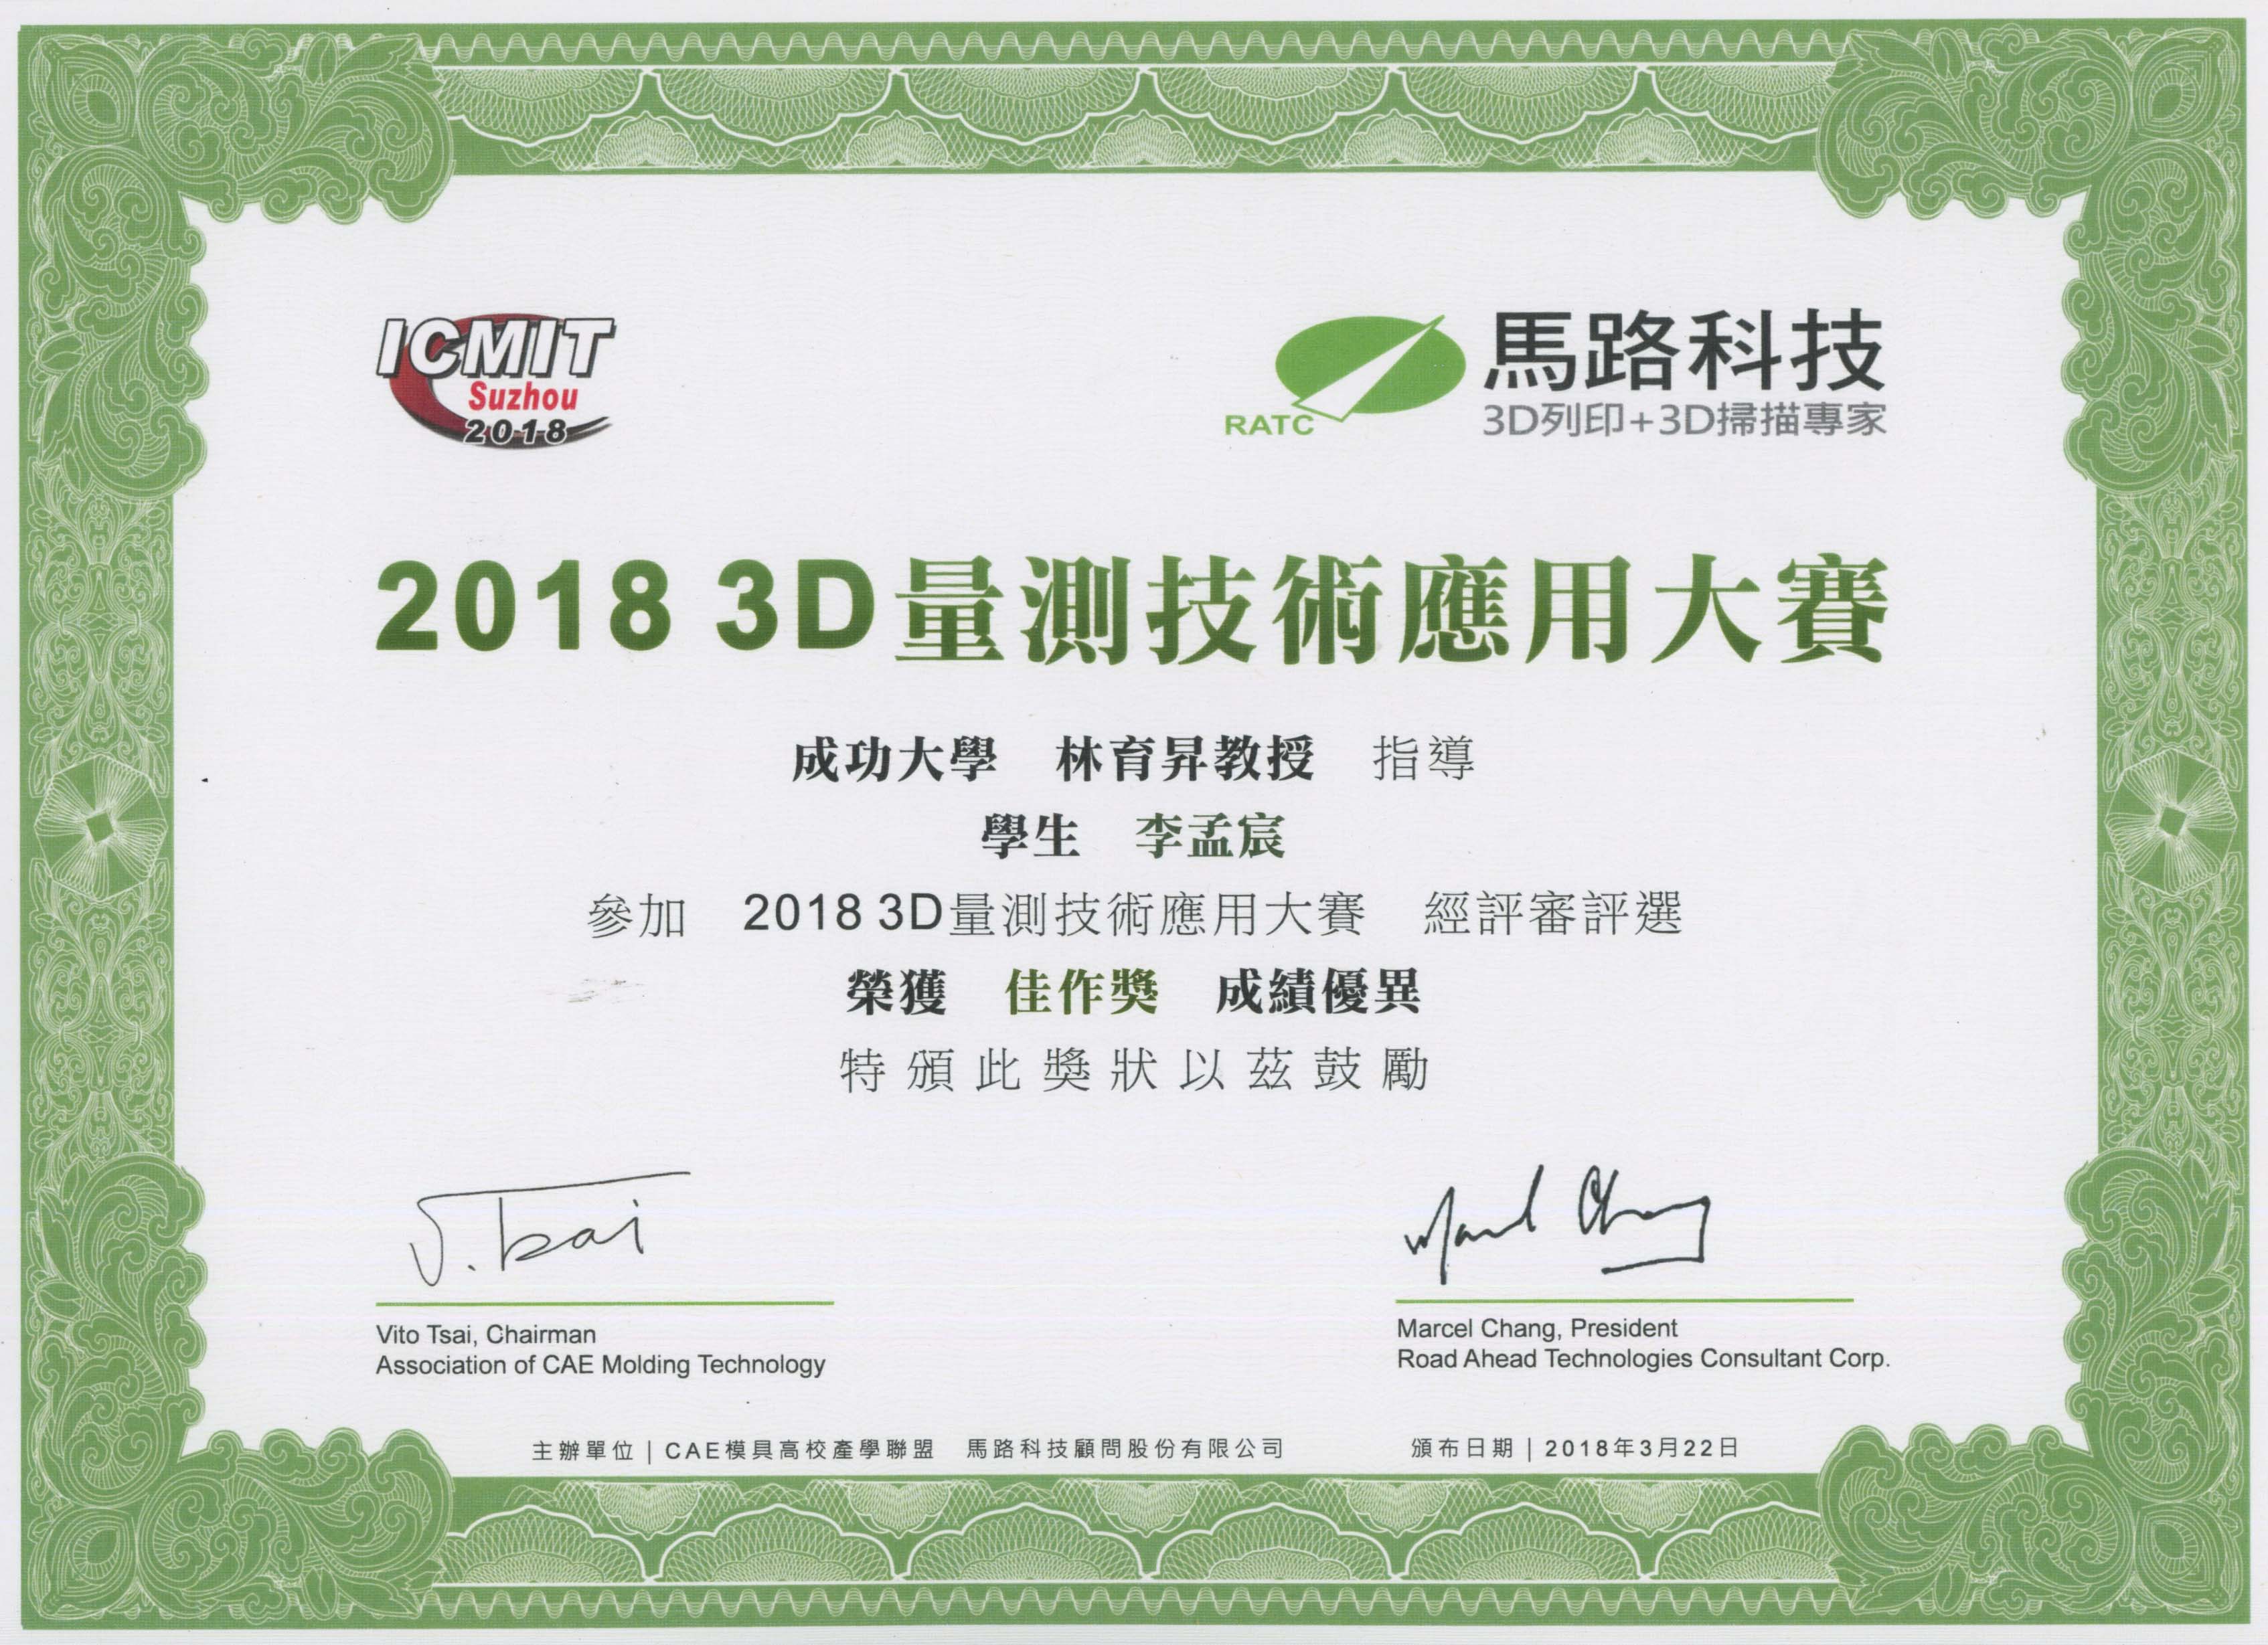 ICMIT
Suzhou
2018
RATC
馬路科技
3D列印+3D掃描專家
2018 3D量測技術應用大賽
成功大學 林育昇教授 指導
學生 李孟宸
參加 2018 3D量測技術應用大賽 經評審評選
榮獲 佳作獎 成績優異
特頒此獎狀以茲鼓勵
V. Tsai
Marcel Chang
Vito Tsai, Chairman
Association of CAE Molding Technology
Marcel Chang, President
Road Ahead Technologies Consultant Corp.
主辦單位 | CAE模具高校產學聯盟 馬路科技顧問股份有限公司
頒布日期 | 2018年3月22日